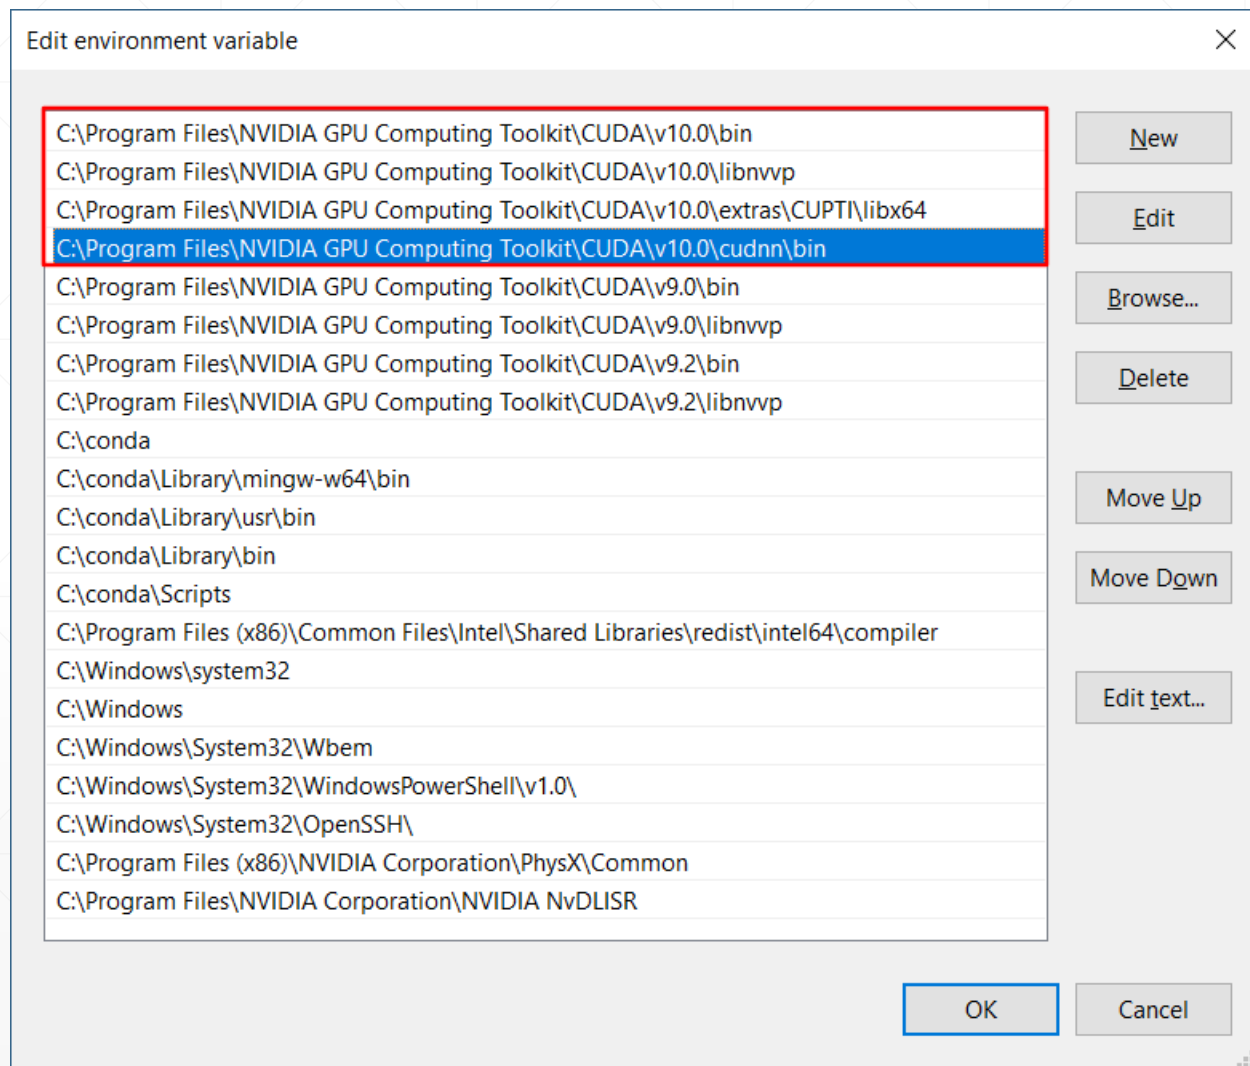 Edit environment variable
C:\Program Files\NVIDIA GPU Computing Toolkit\CUDA\v10.0\bin
C:\Program Files\NVIDIA GPU Computing Toolkit\CUDA\v10.0\libnvvp
C:\Program Files\NVIDIA GPU Computing Toolkit\CUDA\v10.0\extras\CUPTI\libx64
C:\Program Files\NVIDIA GPU Computing Toolkit\CUDA\v10.0\cudnn\bin
C:\Program Files\NVIDIA GPU Computing Toolkit\CUDA\v9.0\bin
C:\Program Files\NVIDIA GPU Computing Toolkit\CUDA\v9.0\libnvvp
C:\Program Files\NVIDIA GPU Computing Toolkit\CUDA\v9.2\bin
C:\Program Files\NVIDIA GPU Computing Toolkit\CUDA\v9.2\libnvvp
C:\conda
C:\conda\Library\mingw-w64\bin
C:\conda\Library\usr\bin
C:\conda\Library\bin
C:\conda\Scripts
C:\Program Files (x86)\Common Files\Intel\Shared Libraries\redist\intel64\compiler
C:\Windows\system32
C:\Windows
C:\Windows\System32\Wbem
C:\Windows\System32\WindowsPowerShell\v1.0\
C:\Windows\System32\OpenSSH\
C:\Program Files (x86)\NVIDIA Corporation\PhysX\Common
C:\Program Files\NVIDIA Corporation\NVIDIA NvDLISR
New
Edit
Browse...
Delete
Move Up
Move Down
Edit text...
OK
Cancel